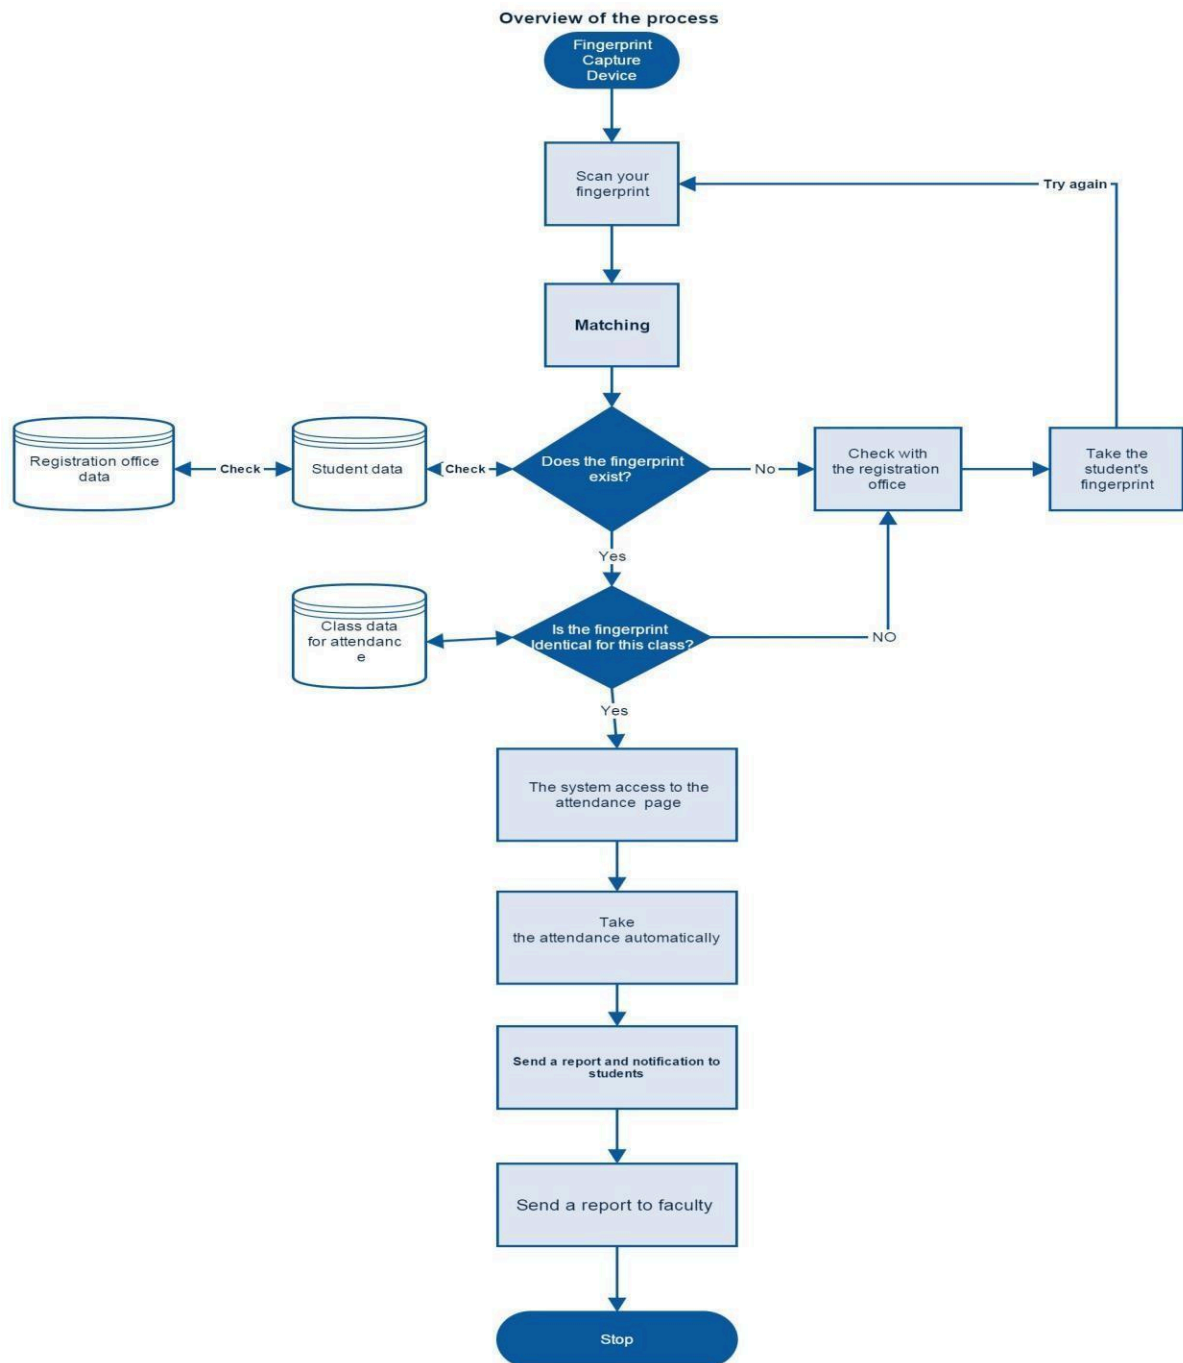 Overview of the process
Fingerprint
Capture
Device
Scan your
fingerprint
Try again
Matching
Registration office
data
Check
Student data
Check
Does the fingerprint
exist?
No
Check with
the registration
office
Take the
student's
fingerprint
Yes
Class data
for attendanc
e
Is the fingerprint
Identical for this class?
NO
Yes
The system access to the
attendance page
Take
the attendance automatically
Send a report and notification to
students
Send a report to faculty
Stop